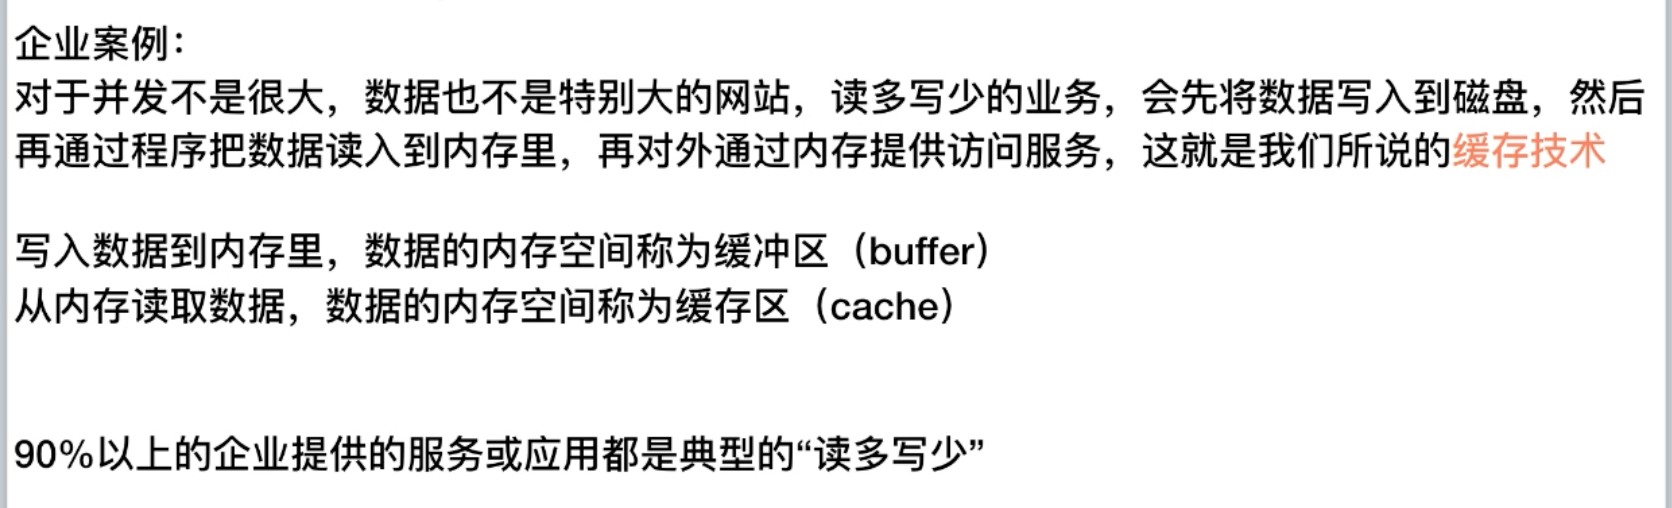 企业案例：
对于并发不是很大，数据也不是特别大的网站，读多写少的业务，会先将数据写入到磁盘，然后
再通过程序把数据读入到内存里，再对外通过内存提供访问服务，这就是我们所说的缓存技术
写入数据到内存里，数据的内存空间称为缓冲区（buffer）
从内存读取数据，数据的内存空间称为缓存区（cache）
90%以上的企业提供的服务或应用都是典型的“读多写少”